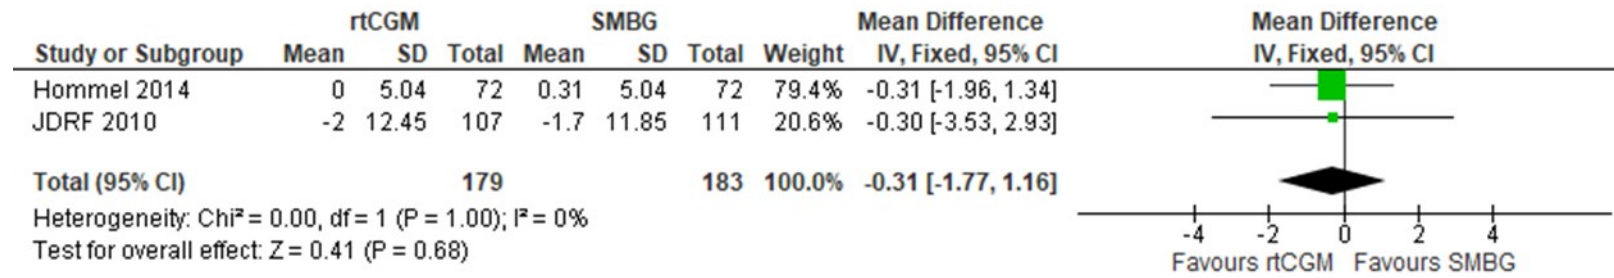 rtCGM SMBG Mean Difference Mean Difference
Study or Subgroup Mean SD Total Mean SD Total Weight IV, Fixed, 95% CI IV, Fixed, 95% CI
Hommel 2014 0 5.04 72 0.31 5.04 72 79.4% -0.31 [-1.96, 1.34]
JDRF 2010 -2 12.45 107 -1.7 11.85 111 20.6% -0.30 [-3.53, 2.93]
Total (95% CI) 179 183 100.0% -0.31 [-1.77, 1.16]
Heterogeneity: Chi² = 0.00, df = 1 (P = 1.00); I² = 0%
Test for overall effect: Z = 0.41 (P = 0.68)
-4 -2 0 2 4
Favours rtCGM Favours SMBG